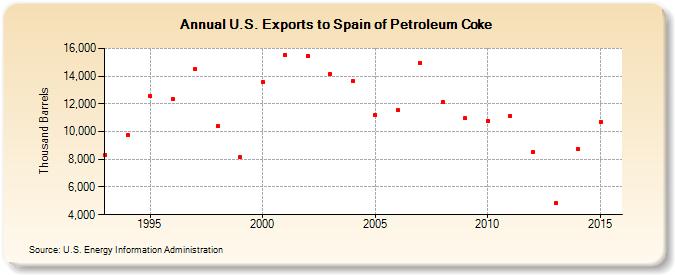 Annual U.S. Exports to Spain of Petroleum Coke
Thousand Barrels
16,000
14,000
12,000
10,000
8,000
6,000
4,000
1995 2000 2005 2010 2015
Source: U.S. Energy Information Administration